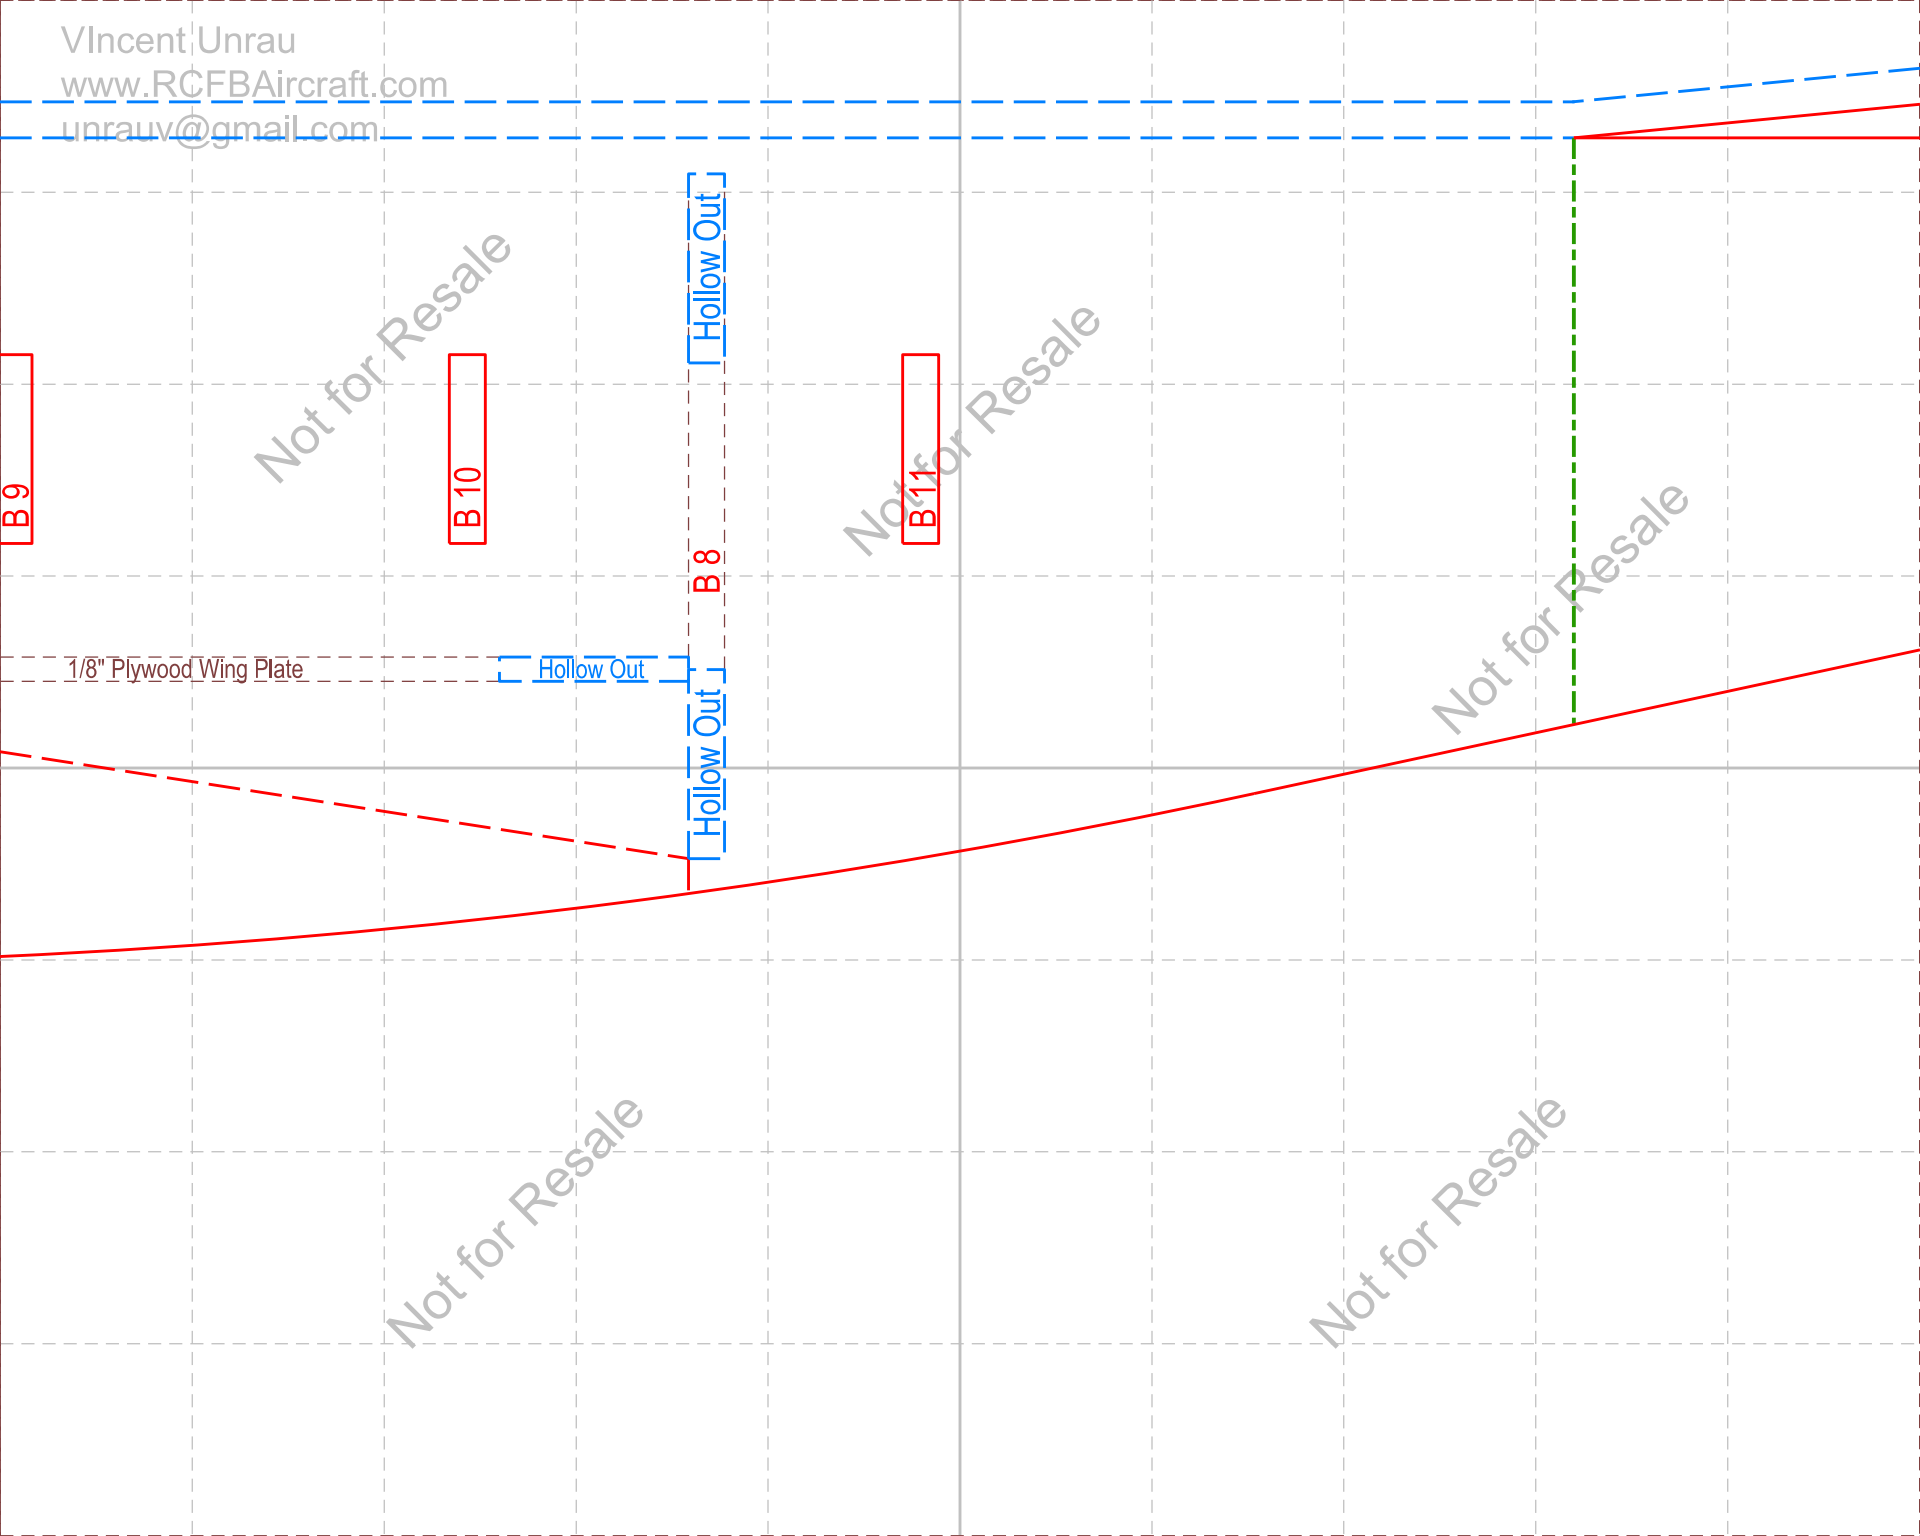 VIncent Unrau
www.RCFBAircraft.com
unrauv@gmail.com
Hollow Out
Not for Resale
Not for Resale
B 9
B 10
B 11
B 8
Not for Resale
1/8" Plywood Wing Plate
Hollow Out
Hollow Out
Not for Resale
Not for Resale